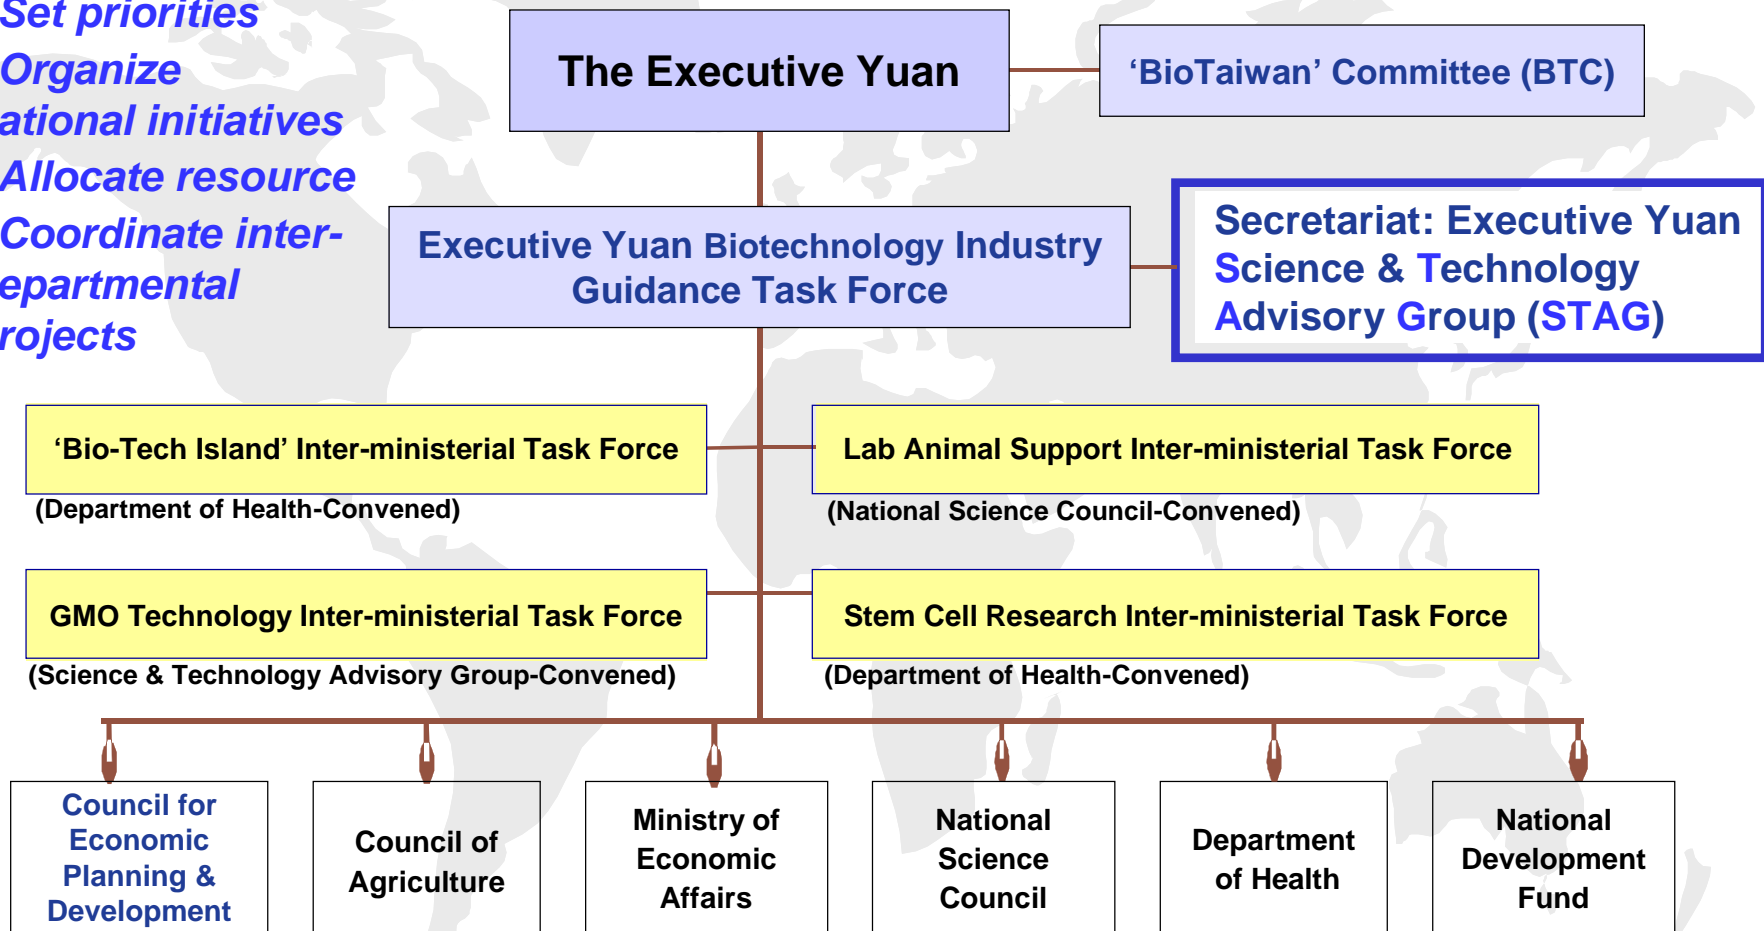 Set priorities
Organize
ational initiatives
Allocate resource
Coordinate inter-
epartmental
rojects
The Executive Yuan
‘BioTaiwan’ Committee (BTC)
Executive Yuan Biotechnology Industry
Guidance Task Force
Secretariat: Executive Yuan
Science & Technology
Advisory Group (STAG)
‘Bio-Tech Island’ Inter-ministerial Task Force
(Department of Health-Convened)
Lab Animal Support Inter-ministerial Task Force
(National Science Council-Convened)
GMO Technology Inter-ministerial Task Force
(Science & Technology Advisory Group-Convened)
Stem Cell Research Inter-ministerial Task Force
(Department of Health-Convened)
Council for
Economic
Planning &
Development
Council of
Agriculture
Ministry of
Economic
Affairs
National
Science
Council
Department
of Health
National
Development
Fund